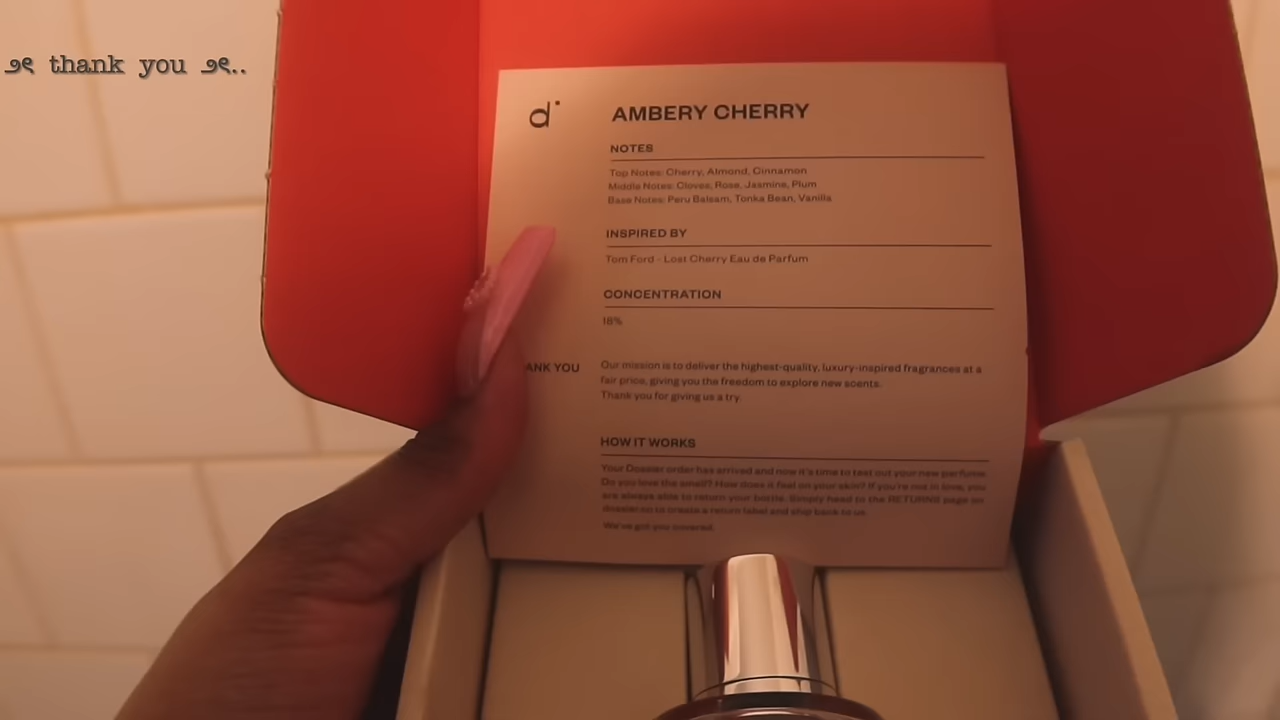 thank you ..
d
AMBERY CHERRY
NOTES
Top Notes: Cherry, Almond, Cinnamon
Middle Notes: Cloves, Rose, Jasmine, Plum
Base Notes: Peru Balsam, Tonka Bean, Vanilla
INSPIRED BY
Tom Ford - Lost Cherry Eau de Parfum
CONCENTRATION
18%
ANK YOU
Our mission is to deliver the highest-quality, luxury-inspired fragrances at a
fair price, giving you the freedom to explore new scents.
Thank you for giving us a try.
HOW IT WORKS
Your Dossier order has arrived and now it's time to test out your new perfume.
Do you love the smell? How does it feel on your skin? If you're not in love, you
are always able to return your bottle. Simply head to the RETURNS page on
dossier.co to create a return label and ship back to us.
We've got you covered.